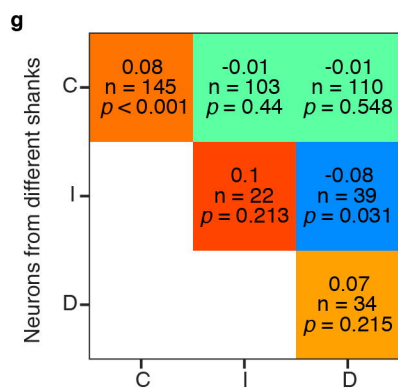 g
Neurons from different shanks
C
0.08
n = 145
p < 0.001
-0.01
n = 103
p = 0.44
-0.01
n = 110
p = 0.548
I
0.1
n = 22
p = 0.213
-0.08
n = 39
p = 0.031
D
0.07
n = 34
p = 0.215
C I D